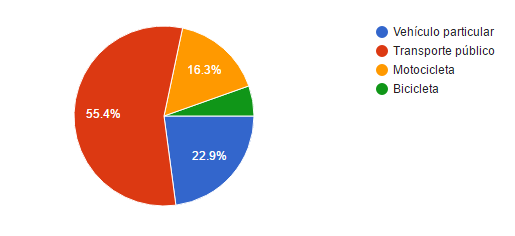 Vehículo particular
Transporte público
Motocicleta
Bicicleta
16.3%
55.4%
22.9%